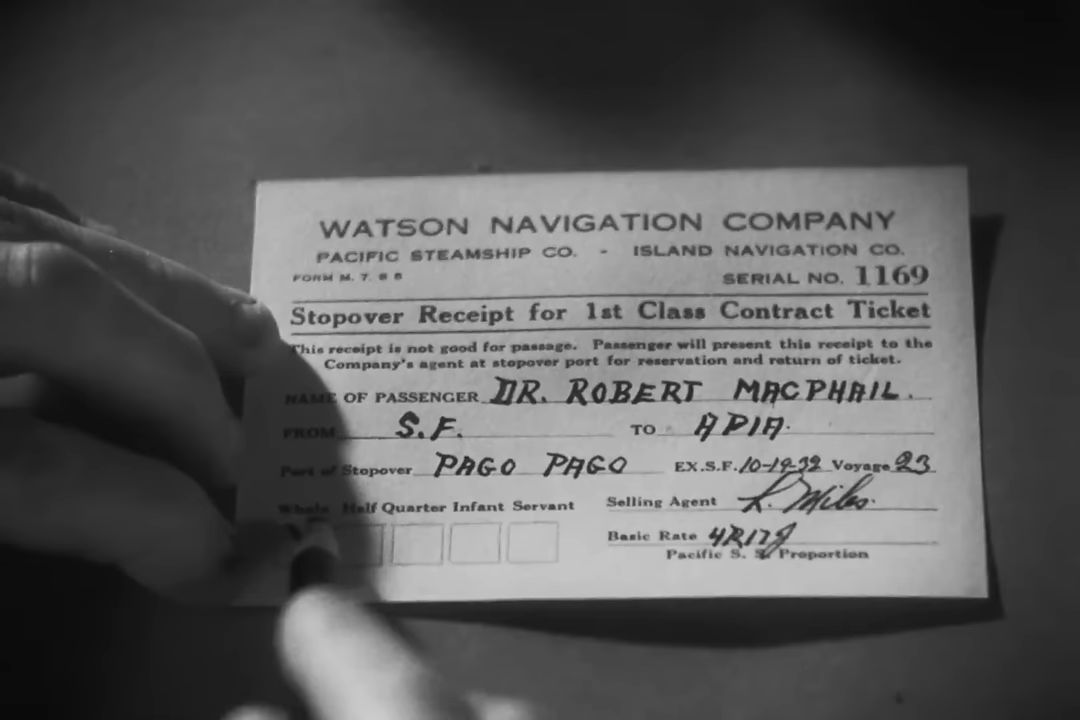 WATSON NAVIGATION COMPANY
PACIFIC STEAMSHIP CO. - ISLAND NAVIGATION CO.
FORM M. 7. 8 6 SERIAL NO. 1169
Stopover Receipt for 1st Class Contract Ticket
This receipt is not good for passage. Passenger will present this receipt to the
Company's agent at stopover port for reservation and return of ticket.
NAME OF PASSENGER DR. ROBERT MACPHAIL.
FROM S.F. TO APIA.
Port of Stopover PAGO PAGO EX.S.F. 10-19-32 Voyage 23
Whole Half Quarter Infant Servant Selling Agent L. Miles.
Basic Rate
Pacific S. S. Proportion